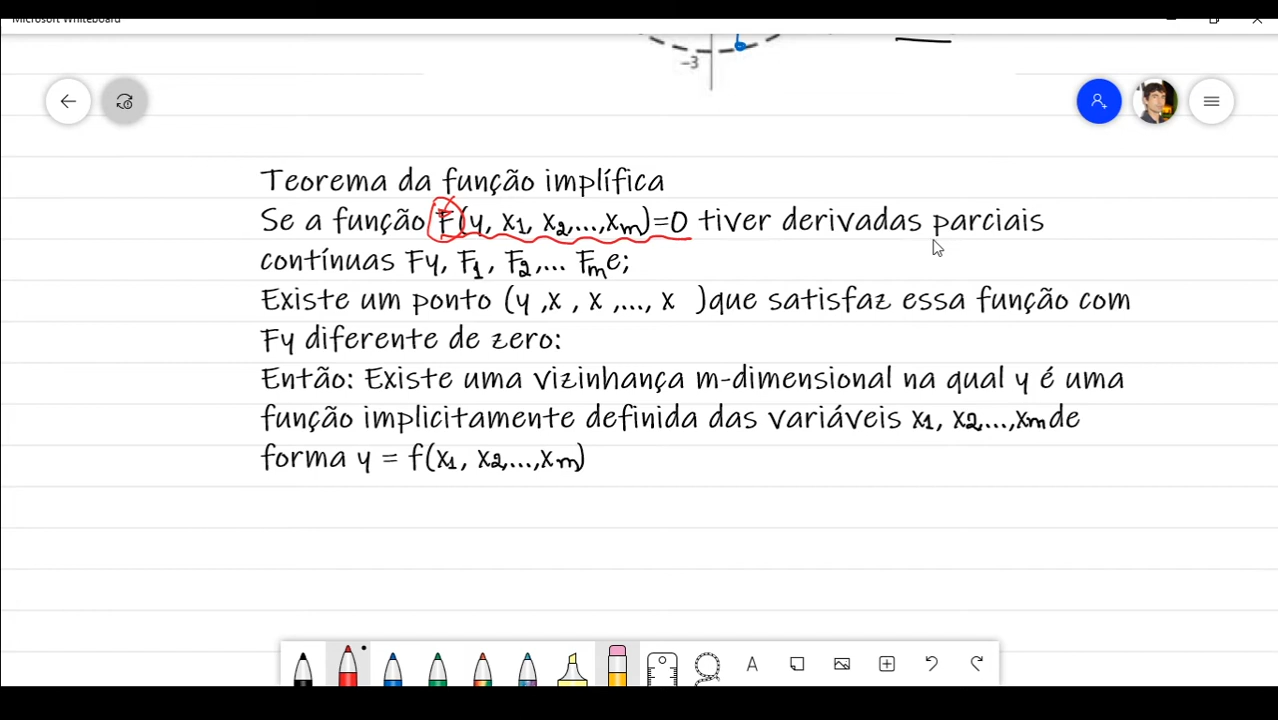 Microsoft Whiteboard
-3
Teorema da função implífica
Se a função F(y, x1, x2,...,xm)=0 tiver derivadas parciais
contínuas Fy, F1, F2,... Fm e;
Existe um ponto (y ,x , x ,..., x )que satisfaz essa função com
Fy diferente de zero:
Então: Existe uma vizinhança m-dimensional na qual y é uma
função implicitamente definida das variáveis x1, x2,...,xm de
forma y = f(x1, x2,...,xm)
A